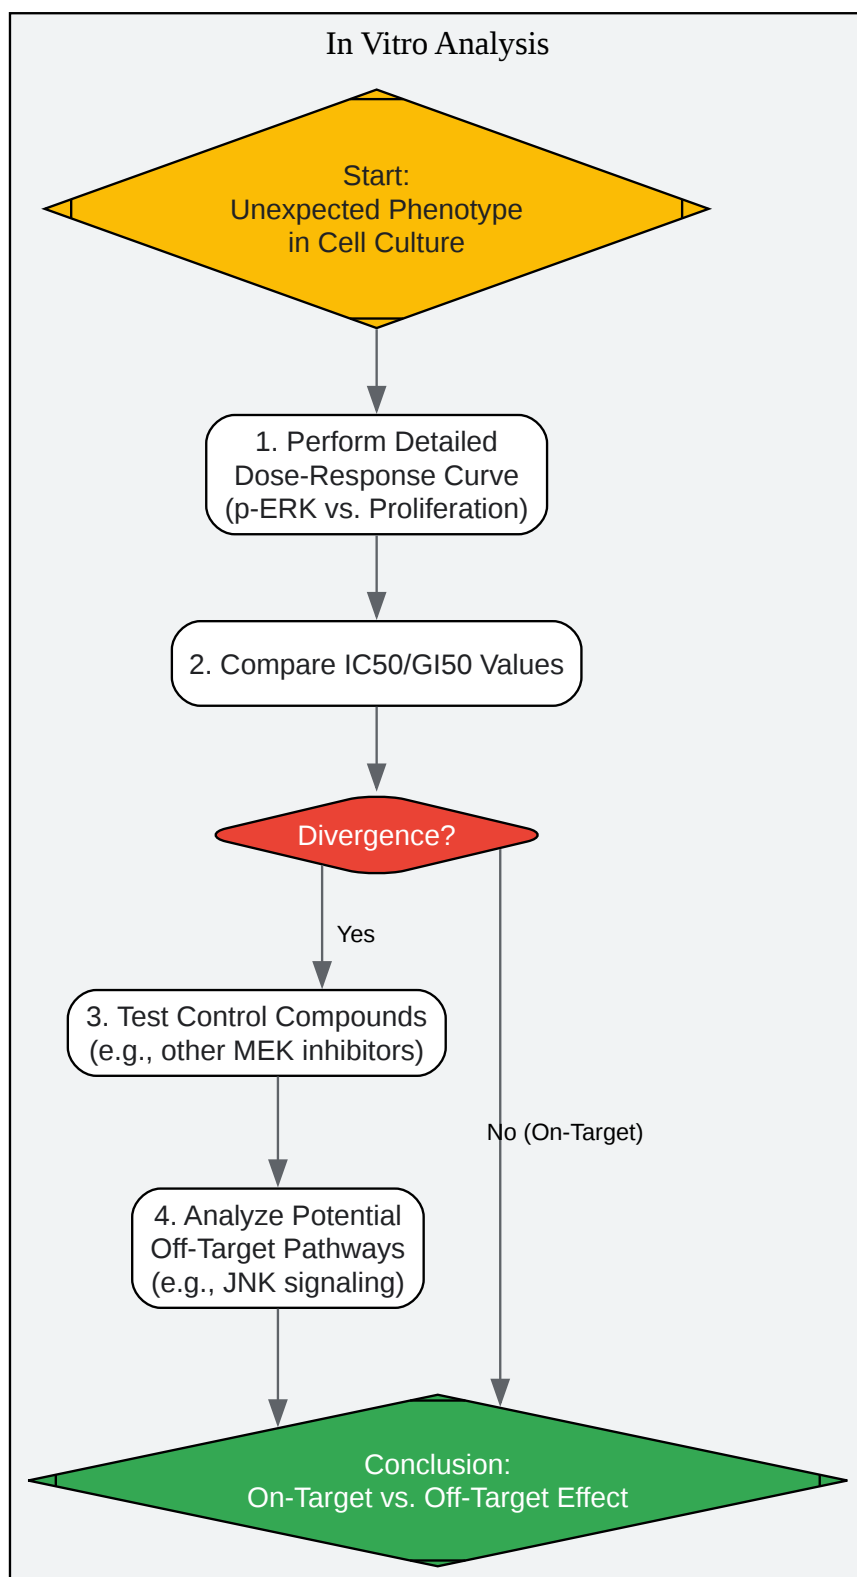 In Vitro Analysis
Start:
Unexpected Phenotype
in Cell Culture
1. Perform Detailed
Dose-Response Curve
(p-ERK vs. Proliferation)
2. Compare IC50/GI50 Values
Divergence?
Yes
3. Test Control Compounds
(e.g., other MEK inhibitors)
No (On-Target)
4. Analyze Potential
Off-Target Pathways
(e.g., JNK signaling)
Conclusion:
On-Target vs. Off-Target Effect